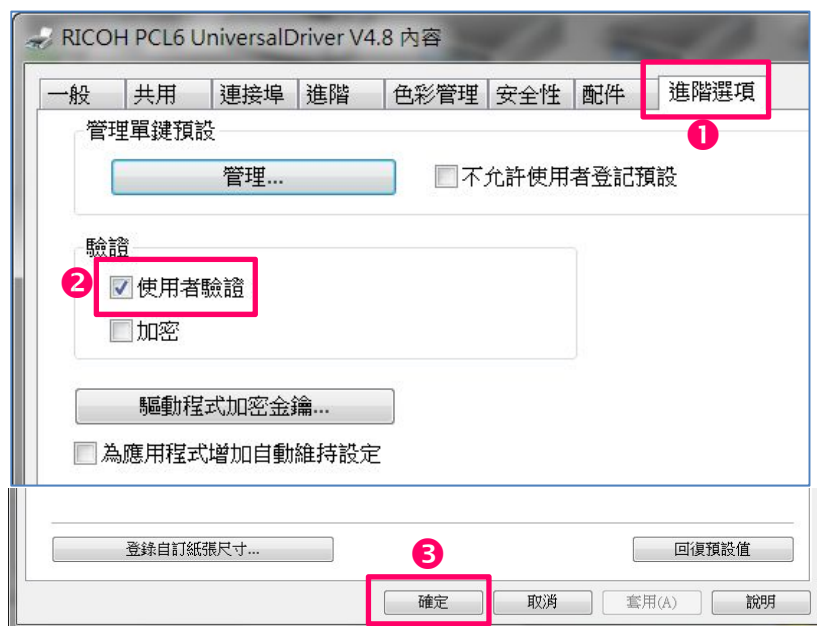 RICOH PCL6 UniversalDriver V4.8 內容
一般 共用 連接埠 進階 色彩管理 安全性 配件 進階選項
1
管理單鍵預設
管理... 不允許使用者登記預設
驗證
2 使用者驗證
加密
驅動程式加密金鑰...
為應用程式增加自動維持設定
登錄自訂紙張尺寸... 回復預設值
3
確定 取消 套用(A) 說明